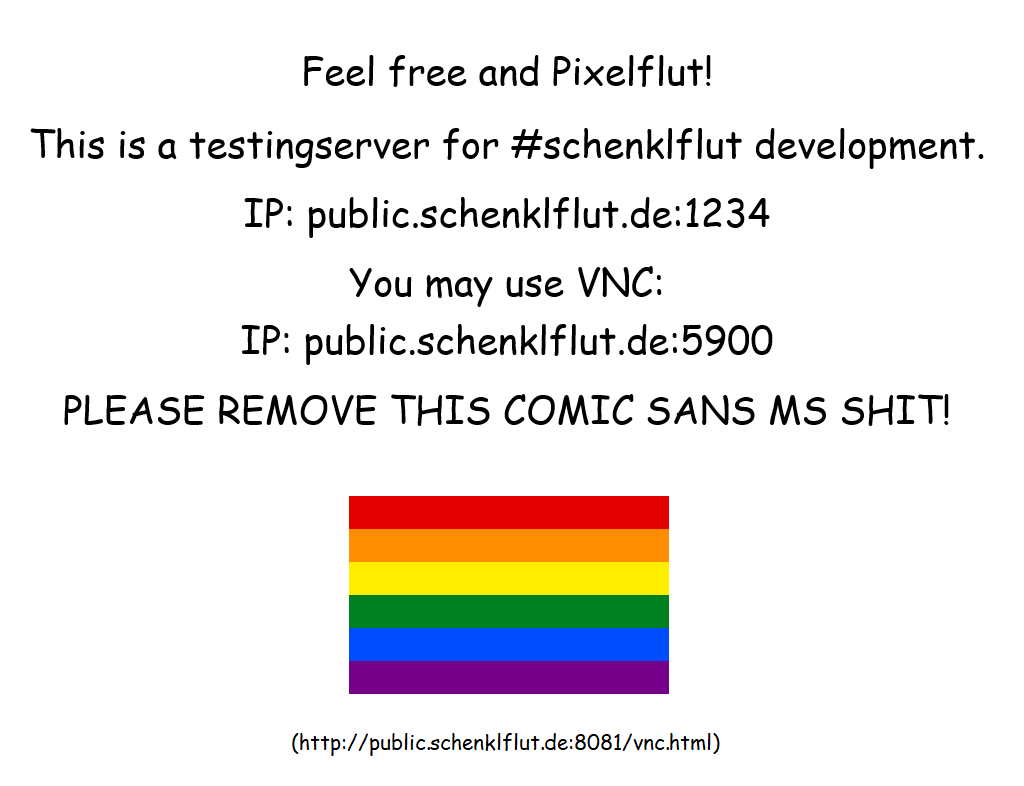 Feel free and Pixelflut!
This is a testingserver for #schenklflut development.
IP: public.schenklflut.de:1234
You may use VNC:
IP: public.schenklflut.de:5900
PLEASE REMOVE THIS COMIC SANS MS SHIT!
(http://public.schenklflut.de:8081/vnc.html)